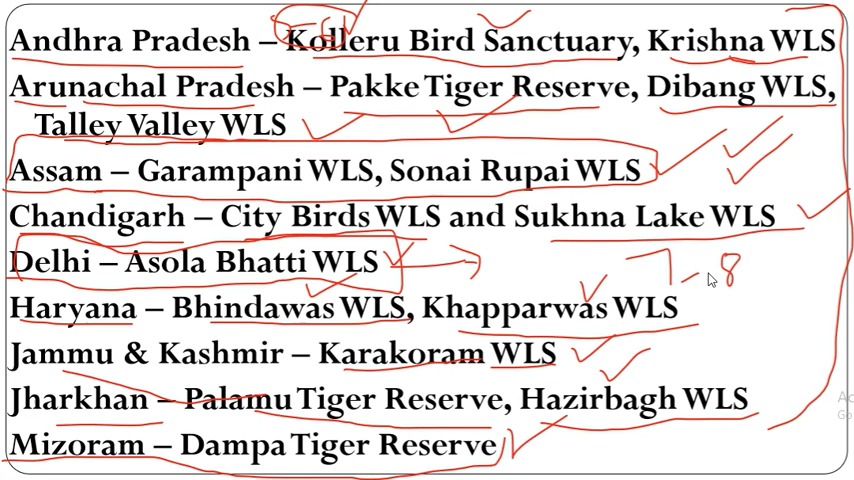 Andhra Pradesh – Kolleru Bird Sanctuary, Krishna WLS
Arunachal Pradesh – Pakke Tiger Reserve, Dibang WLS,
Talley Valley WLS
Assam – Garampani WLS, Sonai Rupai WLS
Chandigarh – City Birds WLS and Sukhna Lake WLS
Delhi – Asola Bhatti WLS
7-8
Haryana – Bhindawas WLS, Khapparwas WLS
Jammu & Kashmir – Karakoram WLS
Jharkhan – Palamu Tiger Reserve, Hazirbagh WLS
Mizoram – Dampa Tiger Reserve